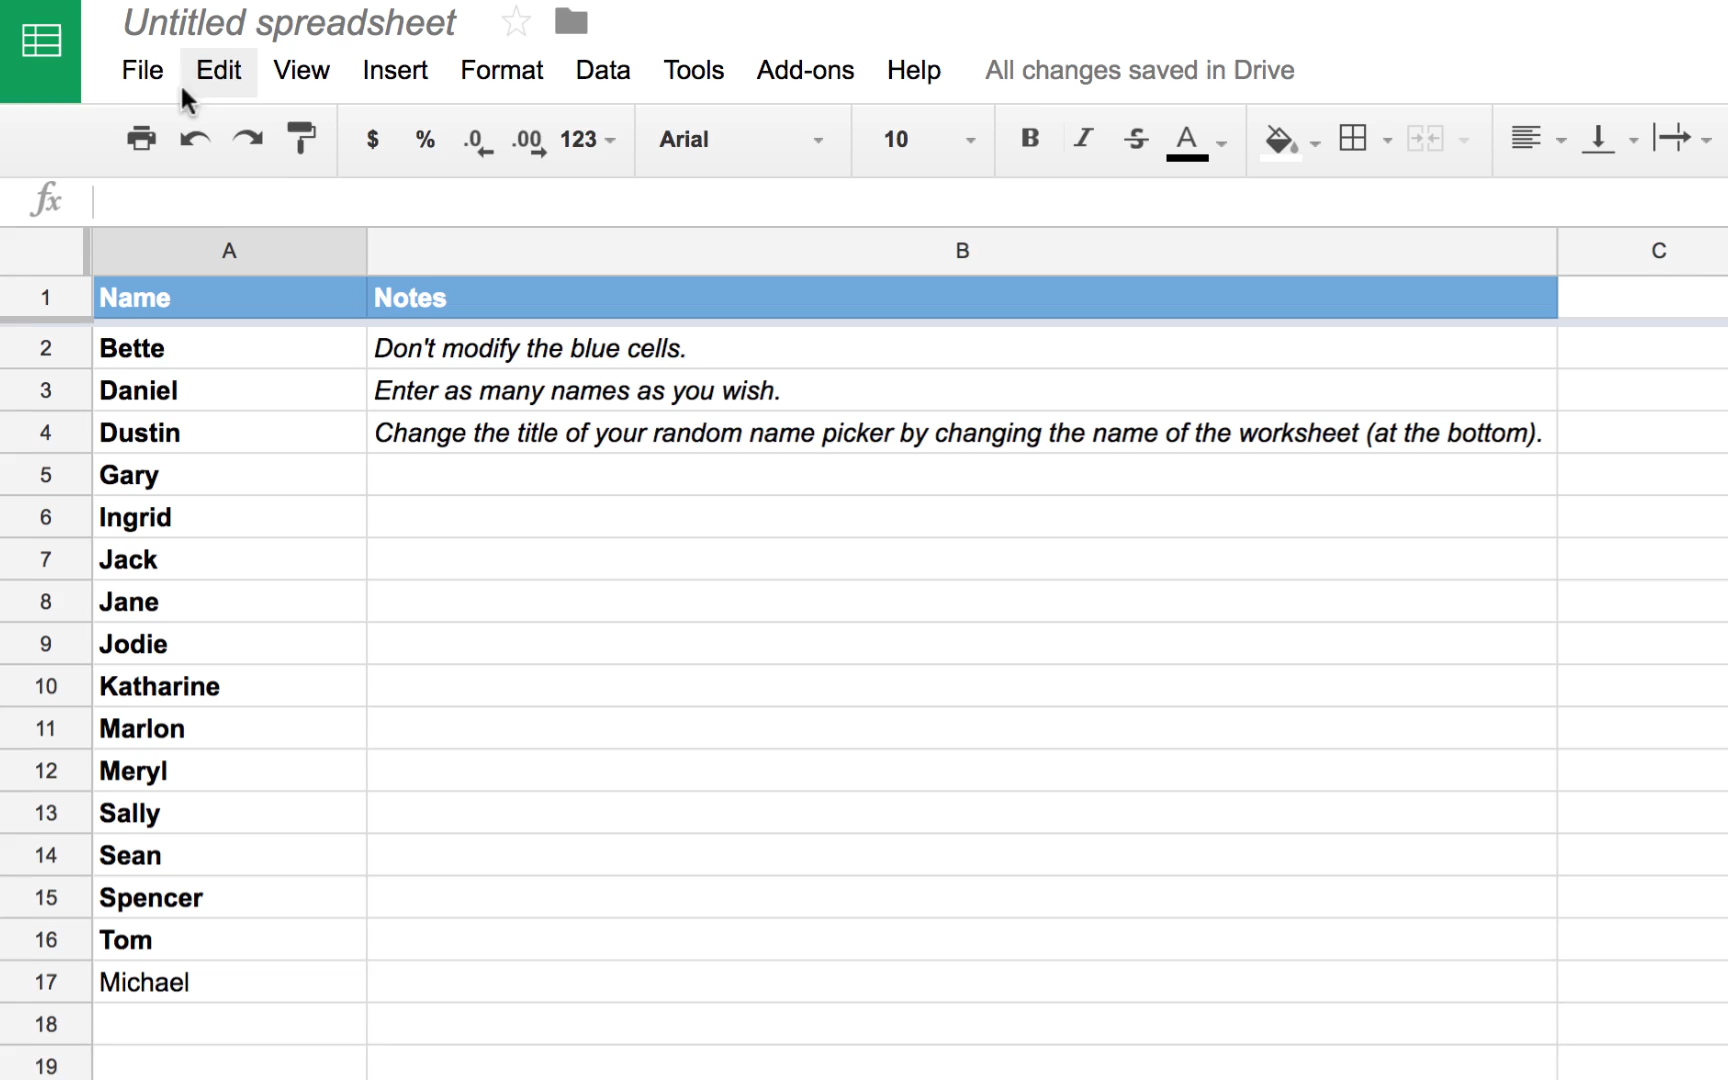 Untitled spreadsheet
File Edit View Insert Format Data Tools Add-ons Help All changes saved in Drive
$ % .0 .00 123 Arial 10 B I S A
fx
A B C
1 Name Notes
2 Bette Don't modify the blue cells.
3 Daniel Enter as many names as you wish.
4 Dustin Change the title of your random name picker by changing the name of the worksheet (at the bottom).
5 Gary
6 Ingrid
7 Jack
8 Jane
9 Jodie
10 Katharine
11 Marlon
12 Meryl
13 Sally
14 Sean
15 Spencer
16 Tom
17 Michael
18
19